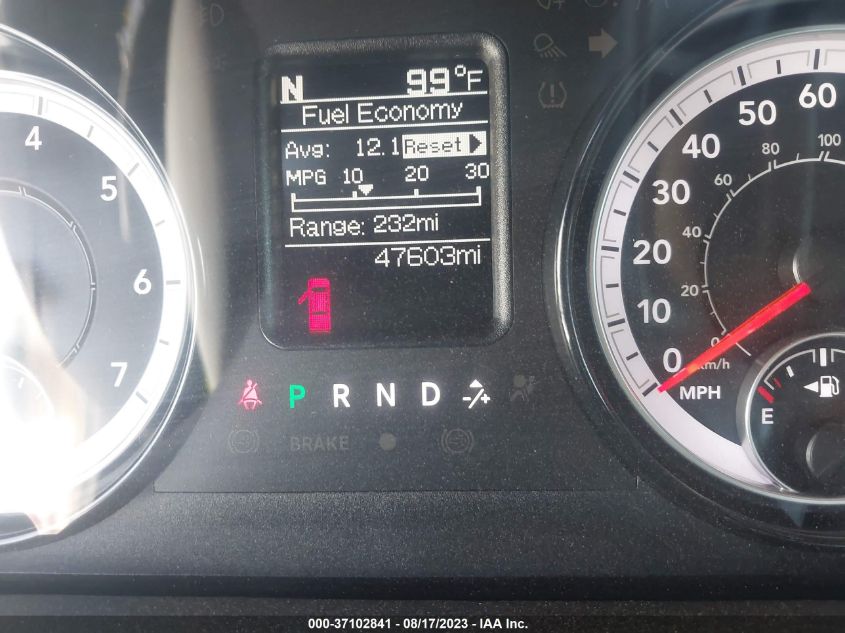 N 99°F
Fuel Economy
Avg: 12.1 Reset
MPG 10 20 30
Range: 232mi
47603mi
4
5
6
7
P R N D -/+
BRAKE
60
50
40
30
20
10
0
MPH
100
80
60
40
20
0
km/h
E
000-37102841 - 08/17/2023 - IAA Inc.